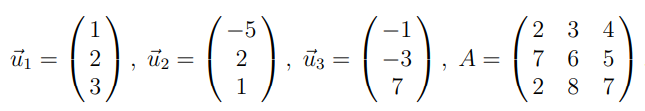 $\vec{u}_1 = \begin{pmatrix} 1 \\ 2 \\ 3 \end{pmatrix}, \vec{u}_2 = \begin{pmatrix} -5 \\ 2 \\ 1 \end{pmatrix}, \vec{u}_3 = \begin{pmatrix} -1 \\ -3 \\ 7 \end{pmatrix}, A = \begin{pmatrix} 2 & 3 & 4 \\ 7 & 6 & 5 \\ 2 & 8 & 7 \end{pmatrix}$